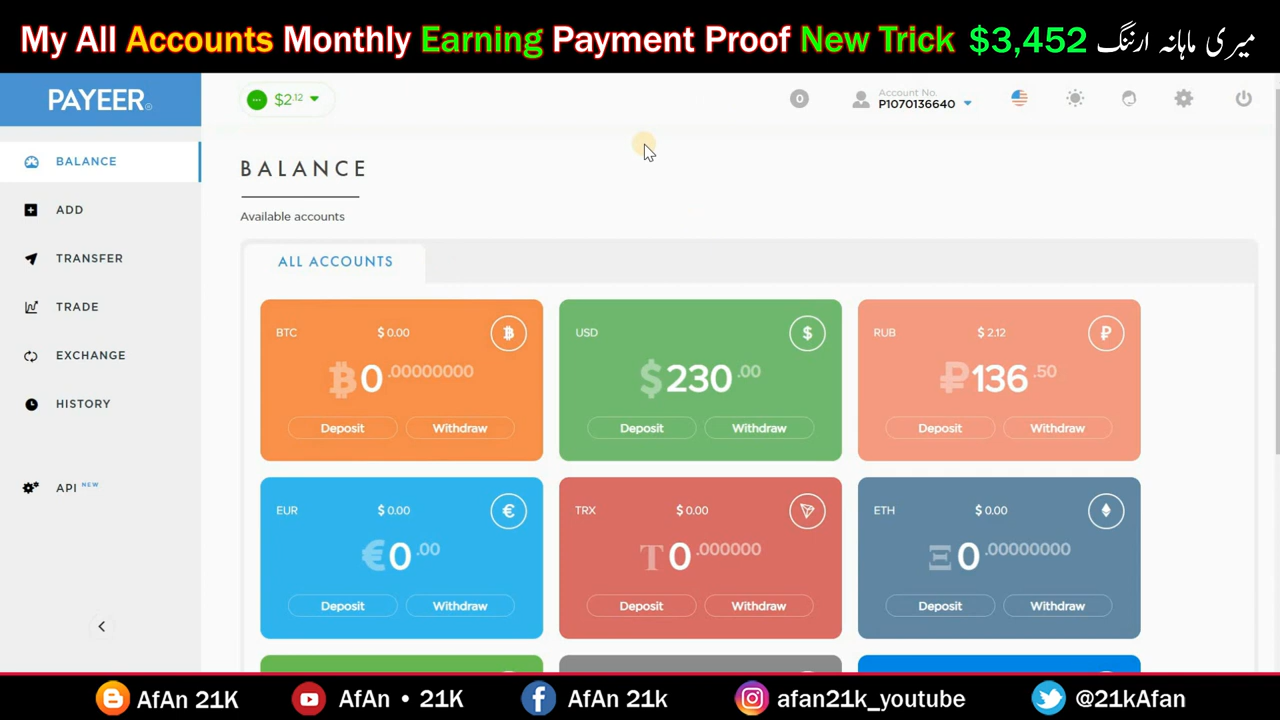 My All Accounts Monthly Earning Payment Proof New Trick $3,452 میری ماہانہ ارننگ
PAYEER®
$2.12
0
Account No.
P1070136640
BALANCE
ADD
TRANSFER
TRADE
EXCHANGE
HISTORY
API NEW
BALANCE
Available accounts
ALL ACCOUNTS
BTC $ 0.00
₿0.00000000
Deposit Withdraw
USD $
$230.00
Deposit Withdraw
RUB $ 2.12 ₽
₽136.50
Deposit Withdraw
EUR $ 0.00 €
€0.00
Deposit Withdraw
TRX $ 0.00
T0.000000
Deposit Withdraw
ETH $ 0.00
Ξ0.00000000
Deposit Withdraw
AfAn 21K AfAn • 21K AfAn 21k afan21k_youtube @21kAfan